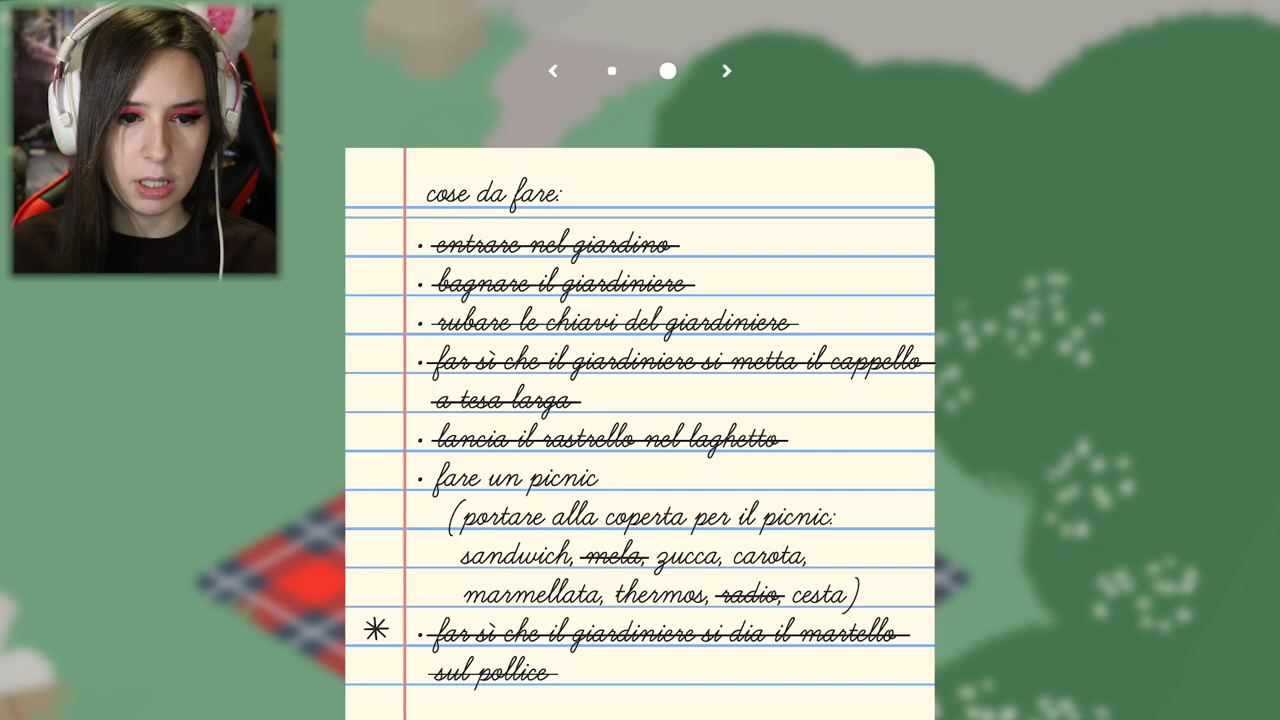 cose da fare:
• entrare nel giardino
• bagnare il giardiniere
• rubare le chiavi del giardiniere
• far sì che il giardiniere si metta il cappello
a tesa larga
• lancia il rastrello nel laghetto
• fare un picnic
(portare alla coperta per il picnic:
sandwich, mela, zucca, carota,
marmellata, thermos, radio, cesta)
• far sì che il giardiniere si dia il martello
sul pollice